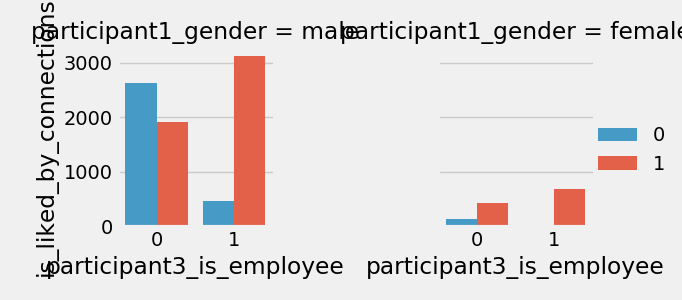 participant1_gender = male
participant1_gender = female
is_liked_by_connections
3000
2000
1000
0
0 1
0 1
participant3_is_employee
participant3_is_employee
0
1